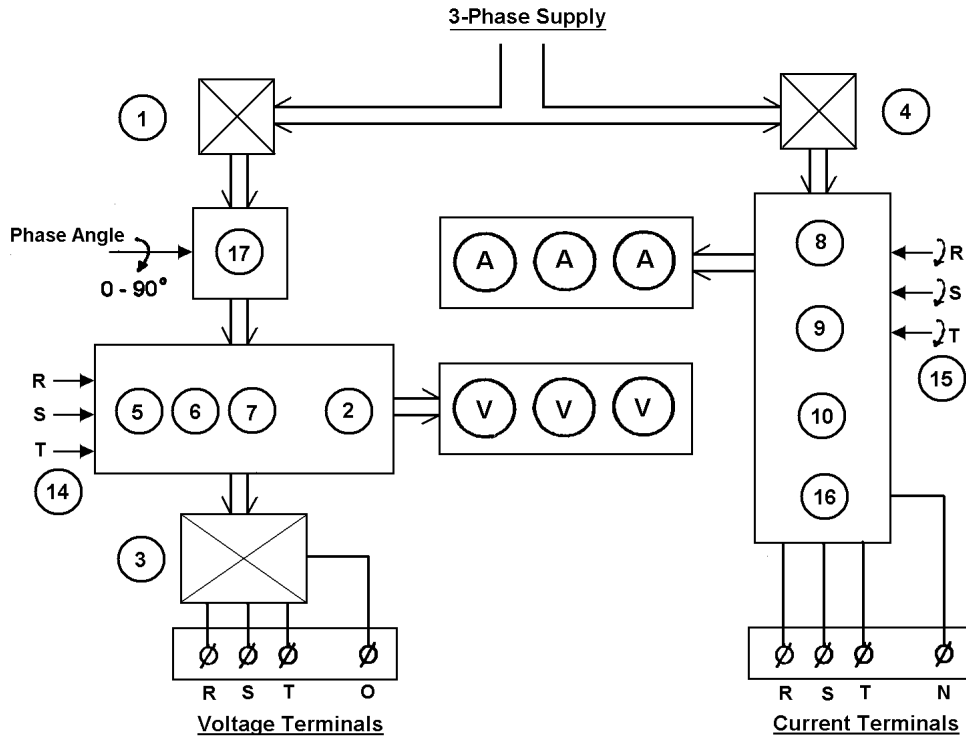 3-Phase Supply
1
4
Phase Angle
0 - 90°
17
A A A
8
R
S
9
T
15
R
S
T
5 6 7 2
V V V
10
14
16
3
R S T O
R S T N
Voltage Terminals
Current Terminals